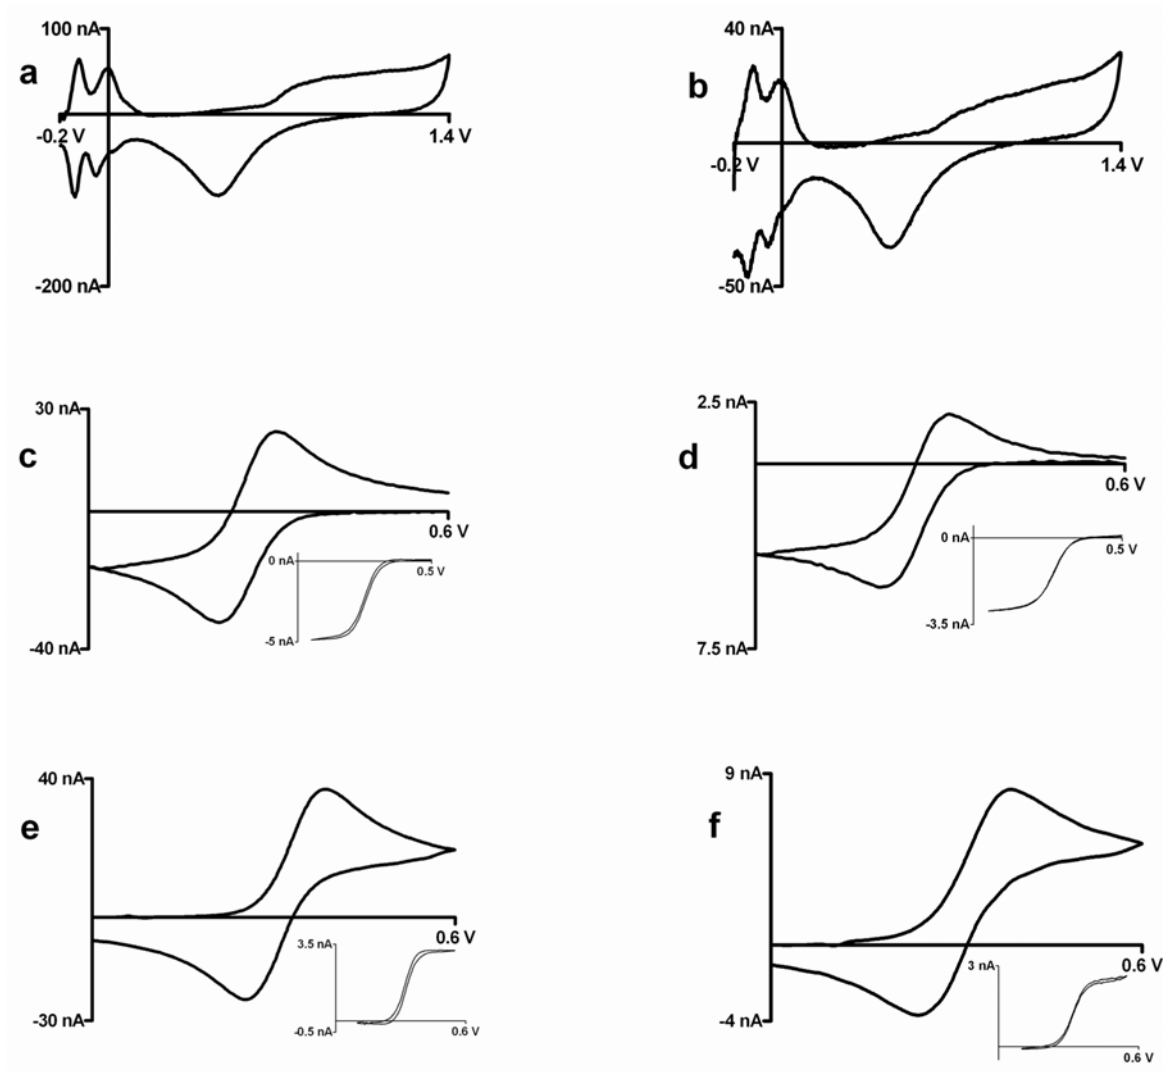 100 nA
a
-0.2 V
1.4 V
-200 nA
40 nA
b
-0.2 V
1.4 V
-50 nA
30 nA
c
0.6 V
-40 nA
0 nA
0.5 V
-5 nA
2.5 nA
d
0.6 V
7.5 nA
0 nA
0.5 V
-3.5 nA
40 nA
e
0.6 V
-30 nA
3.5 nA
-0.5 nA
0.6 V
9 nA
f
0.6 V
-4 nA
3 nA
0.6 V